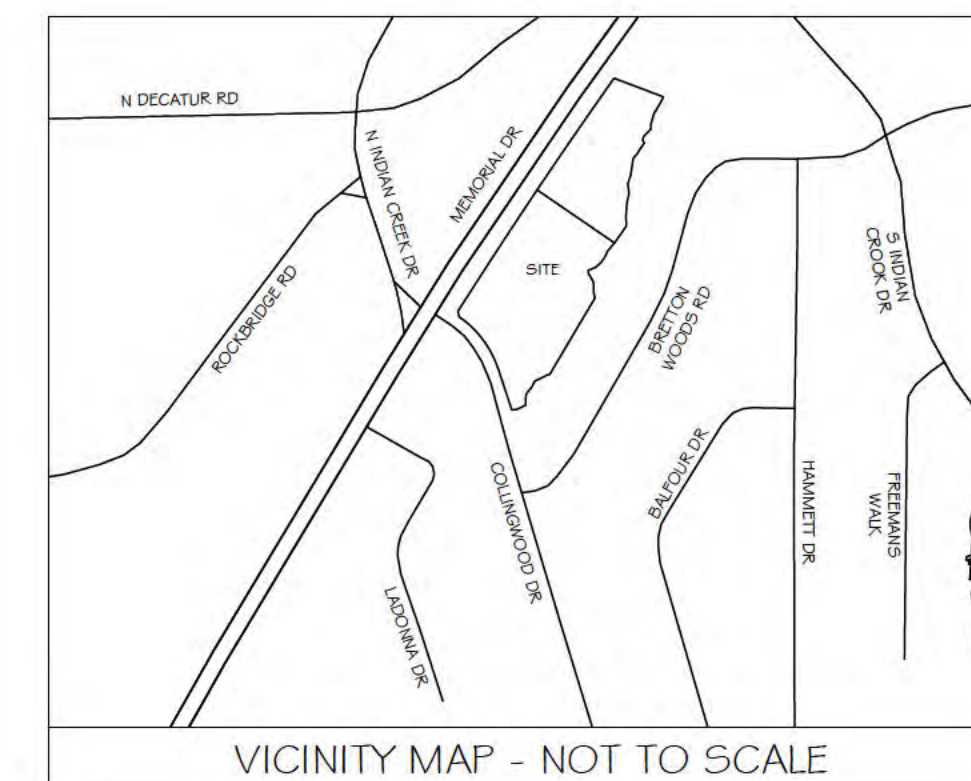 N DECATUR RD
N INDIAN CREEK DR
MEMORIAL DR
ROCKBRIDGE RD
SITE
S INDIAN
CROOK DR
BRETTON
WOODS RD
BALFOUR DR
COLLINGWOOD DR
HAMMETT DR
FREEMANS
WALK
LADONNA DR
VICINITY MAP - NOT TO SCALE